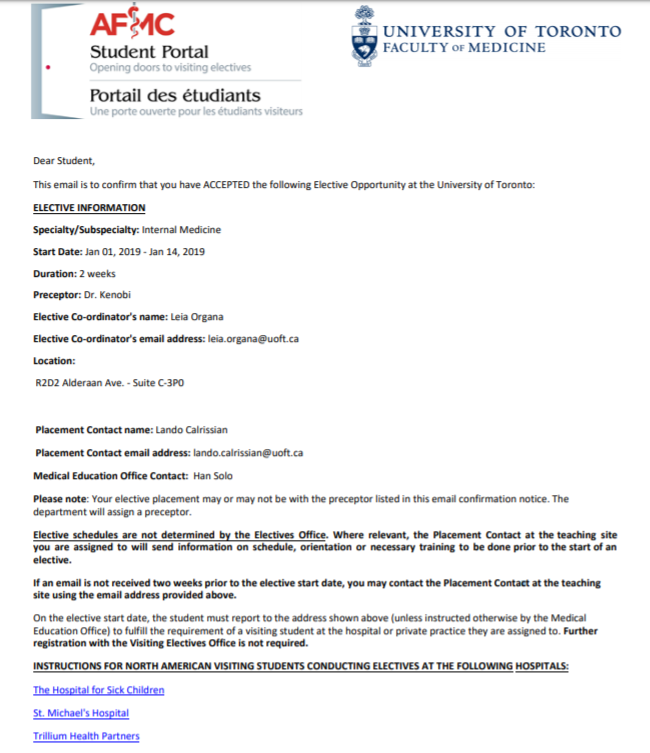 AFMC
Student Portal
Opening doors to visiting electives
Portail des étudiants
Une porte ouverte pour les étudiants visiteurs
UNIVERSITY OF TORONTO
FACULTY OF MEDICINE
Dear Student,
This email is to confirm that you have ACCEPTED the following Elective Opportunity at the University of Toronto:
ELECTIVE INFORMATION
Specialty/Subspecialty: Internal Medicine
Start Date: Jan 01, 2019 - Jan 14, 2019
Duration: 2 weeks
Preceptor: Dr. Kenobi
Elective Co-ordinator's name: Leia Organa
Elective Co-ordinator's email address: leia.organa@uoft.ca
Location:
R2D2 Alderaan Ave. - Suite C-3P0
Placement Contact name: Lando Calrissian
Placement Contact email address: lando.calrissian@uoft.ca
Medical Education Office Contact: Han Solo
Please note: Your elective placement may or may not be with the preceptor listed in this email confirmation notice. The
department will assign a preceptor.
Elective schedules are not determined by the Electives Office. Where relevant, the Placement Contact at the teaching site
you are assigned to will send information on schedule, orientation or necessary training to be done prior to the start of an
elective.
If an email is not received two weeks prior to the elective start date, you may contact the Placement Contact at the teaching
site using the email address provided above.
On the elective start date, the student must report to the address shown above (unless instructed otherwise by the Medical
Education Office) to fulfill the requirement of a visiting student at the hospital or private practice they are assigned to. Further
registration with the Visiting Electives Office is not required.
INSTRUCTIONS FOR NORTH AMERICAN VISITING STUDENTS CONDUCTING ELECTIVES AT THE FOLLOWING HOSPITALS:
The Hospital for Sick Children
St. Michael's Hospital
Trillium Health Partners